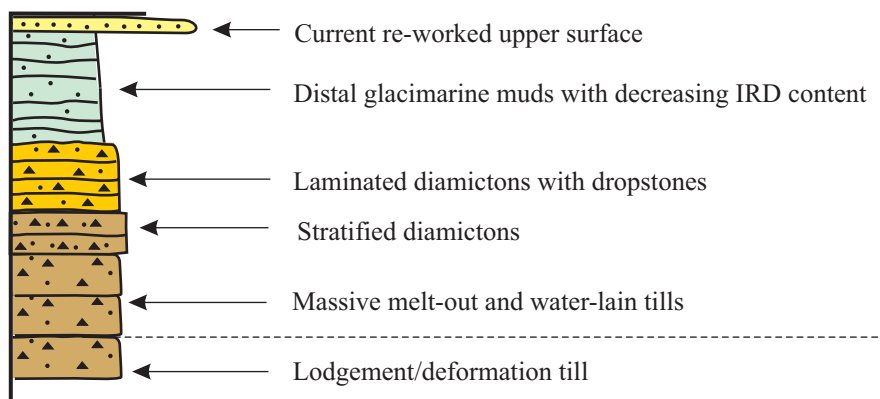 Current re-worked upper surface
Distal glacimarine muds with decreasing IRD content
Laminated diamictons with dropstones
Stratified diamictons
Massive melt-out and water-lain tills
Lodgement/deformation till